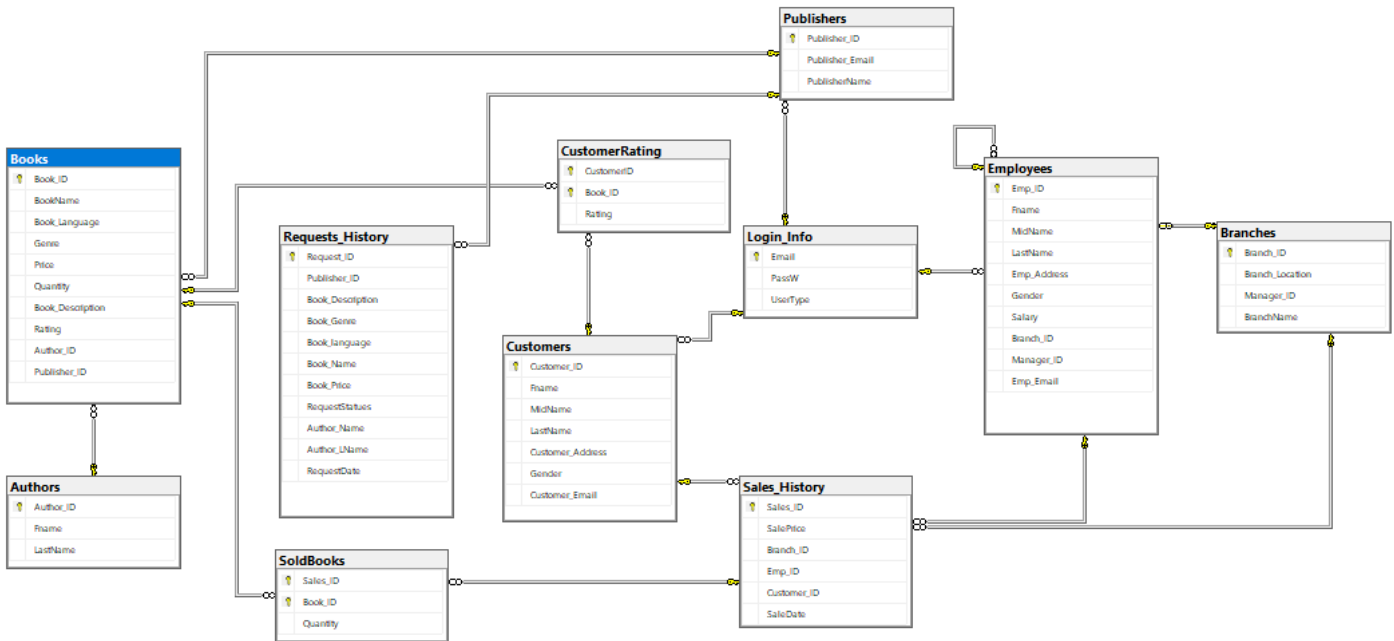 Publishers
Publisher_ID
Publisher_Email
PublisherName
Books
Book_ID
BookName
Book_Language
Genre
Price
Quantity
Book_Description
Rating
Author_ID
Publisher_ID
CustomerRating
CustomerID
Book_ID
Rating
Employees
Emp_ID
Fname
MidName
LastName
Emp_Address
Gender
Salary
Branch_ID
Manager_ID
Emp_Email
Requests_History
Request_ID
Publisher_ID
Book_Description
Book_Genre
Book_language
Book_Name
Book_Price
RequestStatues
Author_Name
Author_LName
RequestDate
Login_Info
Email
PassW
UserType
Branches
Branch_ID
Branch_Location
Manager_ID
BranchName
Customers
Customer_ID
Fname
MidName
LastName
Customer_Address
Gender
Customer_Email
Authors
Author_ID
Fname
LastName
Sales_History
Sales_ID
SalePrice
Branch_ID
Emp_ID
Customer_ID
SaleDate
SoldBooks
Sales_ID
Book_ID
Quantity